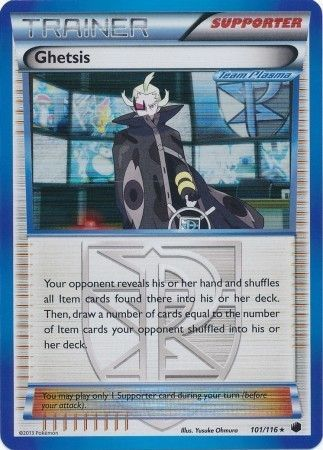 TRAINER
SUPPORTER
Ghetsis
Team Plasma
Your opponent reveals his or her hand and shuffles
all Item cards found there into his or her deck.
Then, draw a number of cards equal to the number
of Item cards your opponent shuffled into his or
her deck.
You may play only 1 Supporter card during your turn (before
your attack).
©2013 Pokémon
Illus. Yusuke Ohmura
101/116 ★